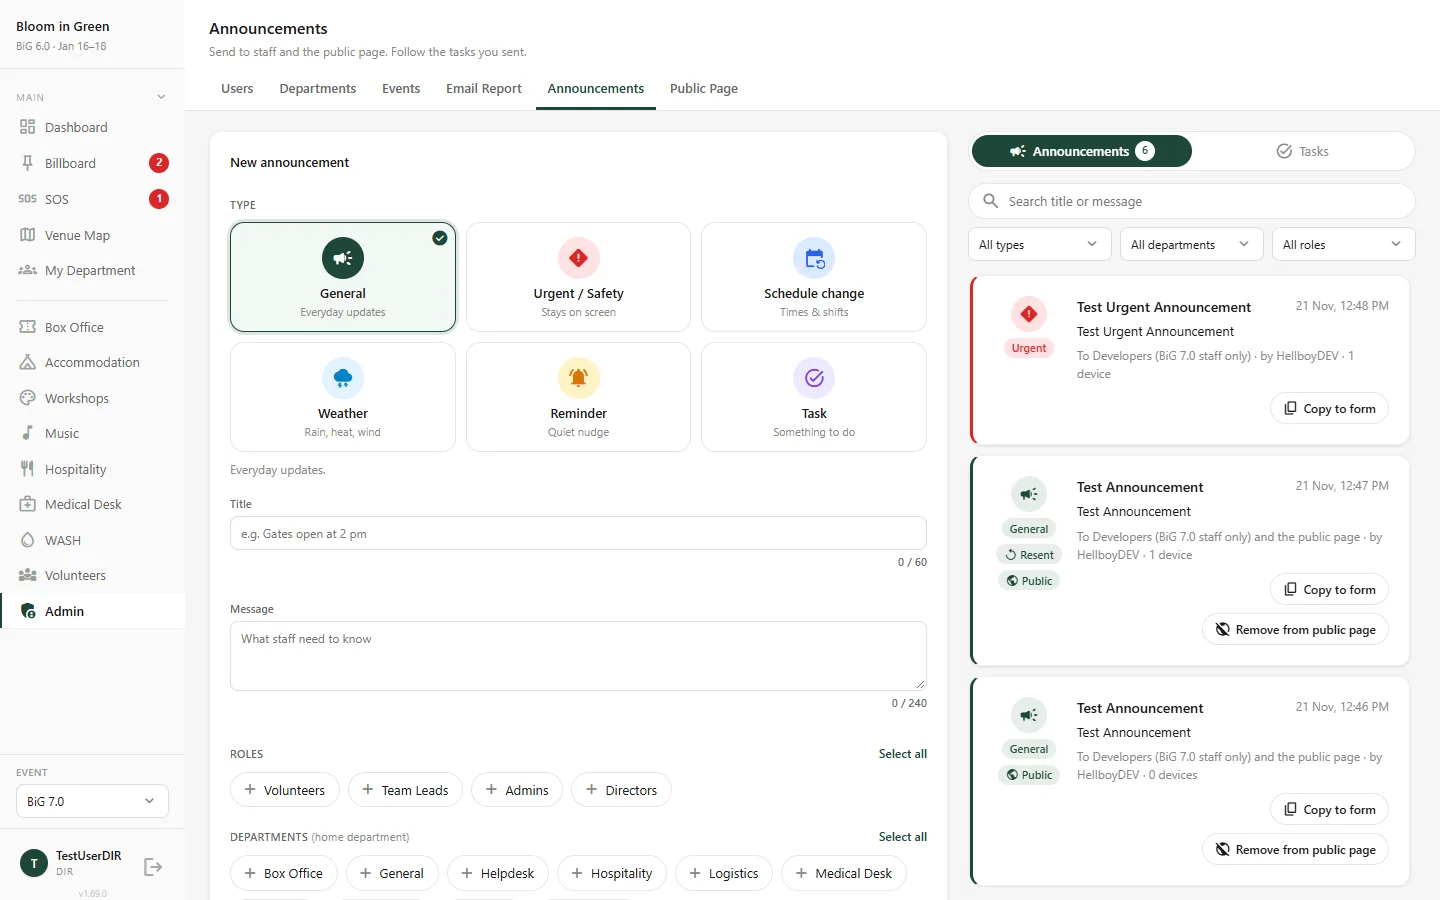 Bloom in Green
BiG 6.0 · Jan 16–18
MAIN
Dashboard
Billboard
2
SOS
SOS
1
Venue Map
My Department
Box Office
Accommodation
Workshops
Music
Hospitality
Medical Desk
WASH
Volunteers
Admin
EVENT
BiG 7.0
T
TestUserDIR
DIR
v1.69.0
Announcements
Send to staff and the public page. Follow the tasks you sent.
Users
Departments
Events
Email Report
Announcements
Public Page
New announcement
TYPE
General
Everyday updates
Urgent / Safety
Stays on screen
Schedule change
Times & shifts
Weather
Rain, heat, wind
Reminder
Quiet nudge
Task
Something to do
Everyday updates.
Title
e.g. Gates open at 2 pm
0 / 60
Message
What staff need to know
0 / 240
ROLES
Select all
Volunteers
Team Leads
Admins
Directors
DEPARTMENTS (home department)
Select all
Box Office
General
Helpdesk
Hospitality
Logistics
Medical Desk
Announcements 6
Tasks
Search title or message
All types
All departments
All roles
Urgent
Test Urgent Announcement
21 Nov, 12:48 PM
Test Urgent Announcement
To Developers (BiG 7.0 staff only) · by HellboyDEV · 1
device
Copy to form
General
Resent
Public
Test Announcement
21 Nov, 12:47 PM
Test Announcement
To Developers (BiG 7.0 staff only) and the public page · by
HellboyDEV · 1 device
Copy to form
Remove from public page
General
Public
Test Announcement
21 Nov, 12:46 PM
Test Announcement
To Developers (BiG 7.0 staff only) and the public page · by
HellboyDEV · 0 devices
Copy to form
Remove from public page